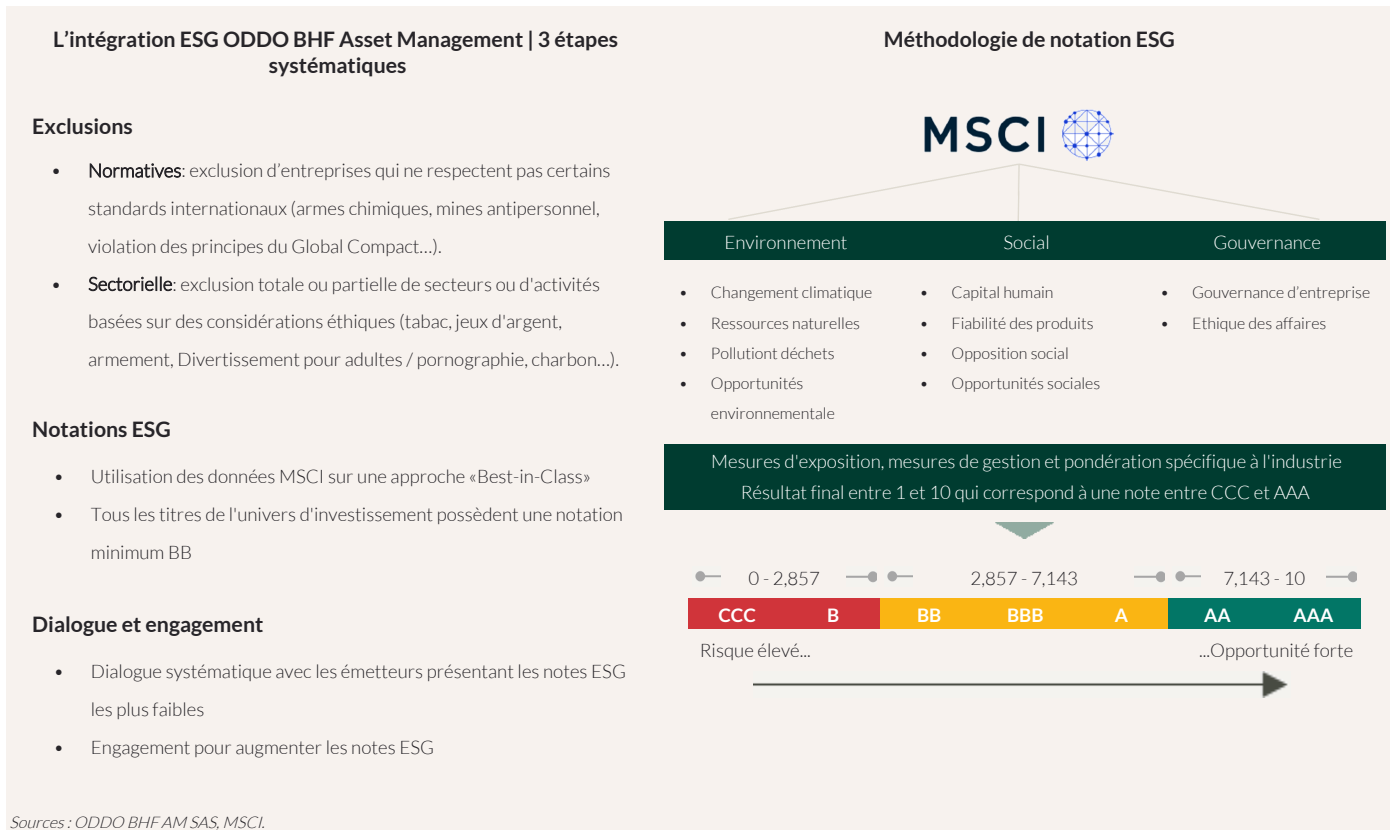 L’intégration ESG ODDO BHF Asset Management | 3 étapes
systématiques
Exclusions
• Normatives: exclusion d’entreprises qui ne respectent pas certains
standards internationaux (armes chimiques, mines antipersonnel,
violation des principes du Global Compact…).
• Sectorielle: exclusion totale ou partielle de secteurs ou d'activités
basées sur des considérations éthiques (tabac, jeux d'argent,
armement, Divertissement pour adultes / pornographie, charbon…).
Notations ESG
• Utilisation des données MSCI sur une approche «Best-in-Class»
• Tous les titres de l'univers d'investissement possèdent une notation
minimum BB
Dialogue et engagement
• Dialogue systématique avec les émetteurs présentant les notes ESG
les plus faibles
• Engagement pour augmenter les notes ESG
Méthodologie de notation ESG
MSCI
Environnement Social Gouvernance
• Changement climatique
• Ressources naturelles
• Pollutiont déchets
• Opportunités
environnementale
• Capital humain
• Fiabilité des produits
• Opposition social
• Opportunités sociales
• Gouvernance d’entreprise
• Ethique des affaires
Mesures d'exposition, mesures de gestion et pondération spécifique à l'industrie
Résultat final entre 1 et 10 qui correspond à une note entre CCC et AAA
0 - 2,857 2,857 - 7,143 7,143 - 10
CCC B BB BBB A AA AAA
Risque élevé... ...Opportunité forte
Sources : ODDO BHF AM SAS, MSCI.